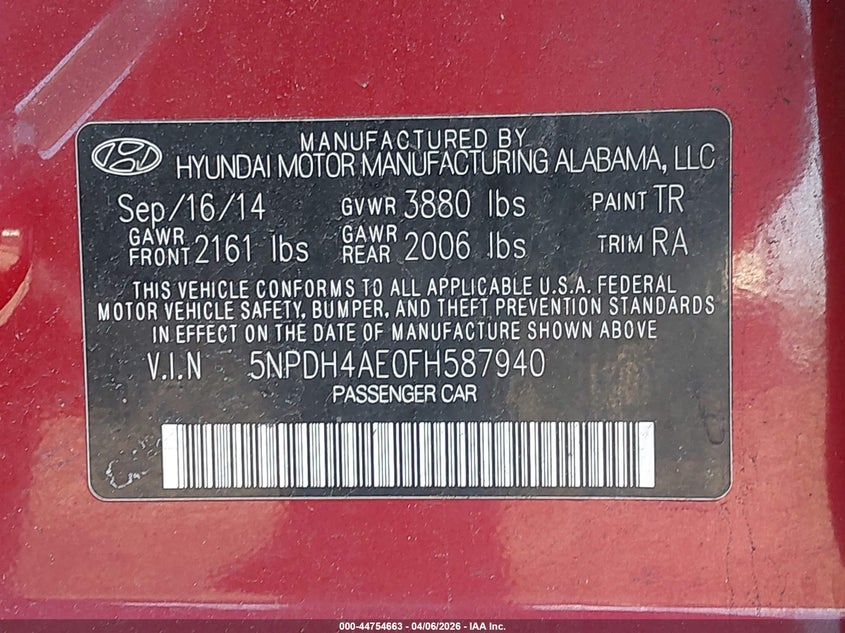 MANUFACTURED BY
HYUNDAI MOTOR MANUFACTURING ALABAMA, LLC
Sep/16/14 GVWR 3880 lbs PAINT TR
GAWR FRONT 2161 lbs GAWR REAR 2006 lbs TRIM RA
THIS VEHICLE CONFORMS TO ALL APPLICABLE U.S.A. FEDERAL
MOTOR VEHICLE SAFETY, BUMPER, AND THEFT PREVENTION STANDARDS
IN EFFECT ON THE DATE OF MANUFACTURE SHOWN ABOVE
V.I.N 5NPDH4AE0FH587940
PASSENGER CAR
000-44754663 - 04/06/2026 - IAA Inc.